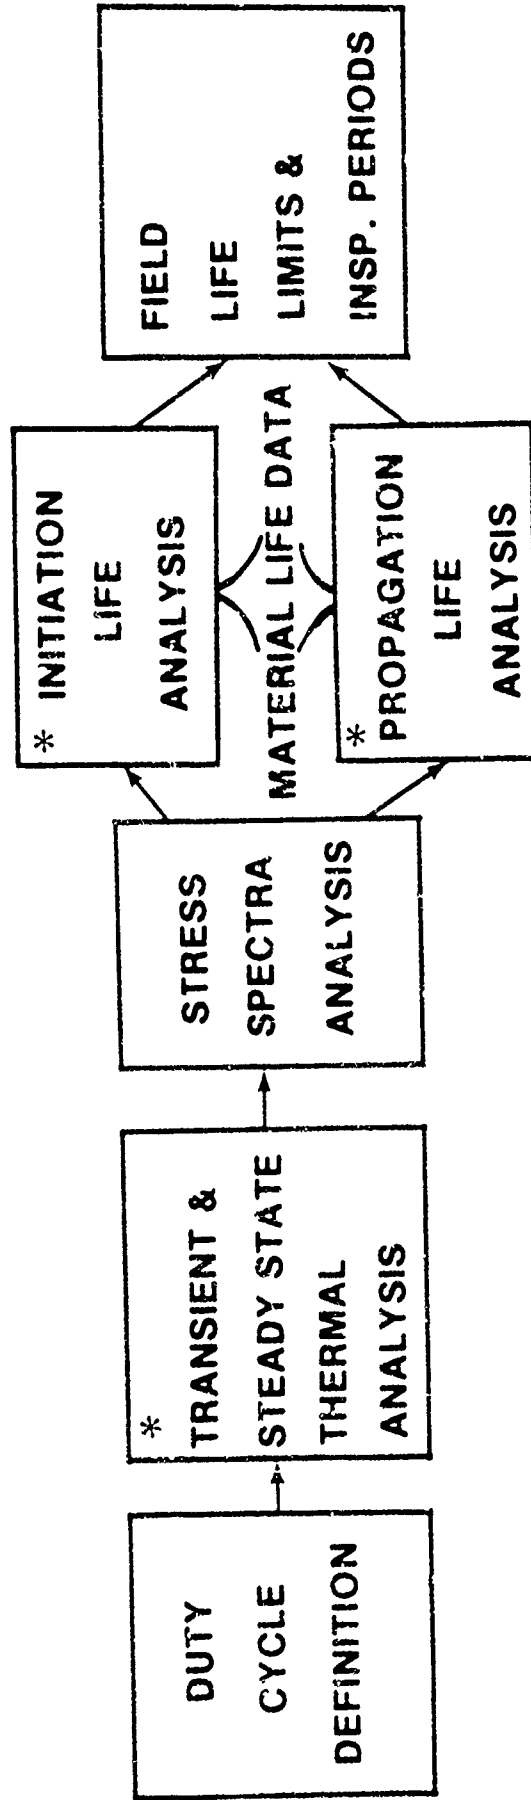 DUTY
CYCLE
DEFINITION
*
TRANSIENT &
STEADY STATE
THERMAL
ANALYSIS
STRESS
SPECTRA
ANALYSIS
* INITIATION
LIFE
ANALYSIS
MATERIAL LIFE DATA
*
PROPAGATION
LIFE
ANALYSIS
FIELD
LIFE
LIMITS &
INSP. PERIODS